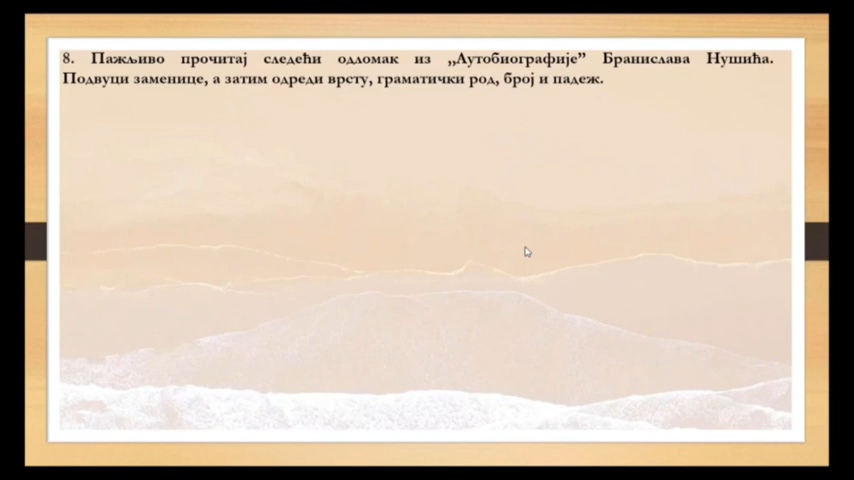 8. Пажљиво прочитај следећи одломак из „Аутобиографије” Бранислава Нушића.
Подвуци заменице, а затим одреди врсту, граматички род, број и падеж.